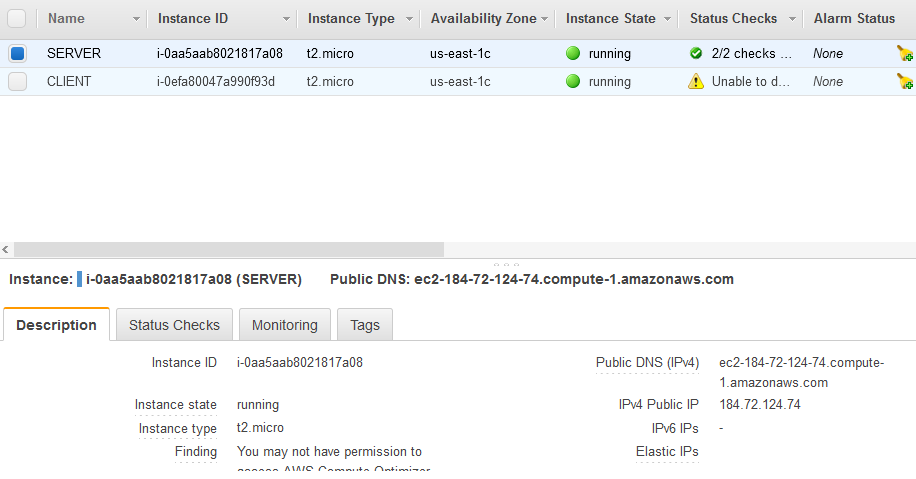 Name Instance ID Instance Type Availability Zone Instance State Status Checks Alarm Status
SERVER i-0aa5aab8021817a08 t2.micro us-east-1c running 2/2 checks ... None
CLIENT i-0efa80047a990f93d t2.micro us-east-1c running Unable to d... None
Instance: i-0aa5aab8021817a08 (SERVER) Public DNS: ec2-184-72-124-74.compute-1.amazonaws.com
Description Status Checks Monitoring Tags
Instance ID i-0aa5aab8021817a08 Public DNS (IPv4) ec2-184-72-124-74.compute-
1.amazonaws.com
Instance state running IPv4 Public IP 184.72.124.74
Instance type t2.micro IPv6 IPs -
Finding You may not have permission to Elastic IPs
access AWS Compute Optimizer